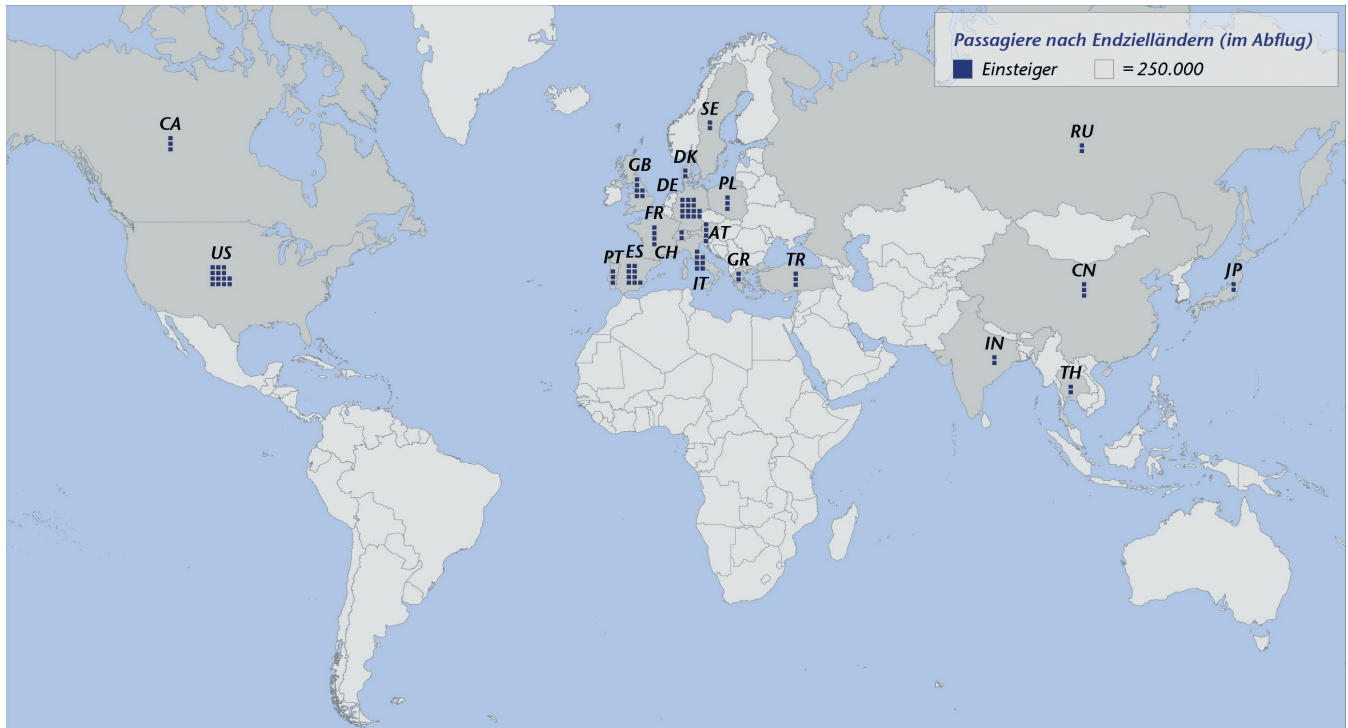 Passagiere nach Endzielländern (im Abflug)
Einsteiger = 250.000
SE
CA
RU
DK
GB
PL
DE
FR
AT
US
PT ES CH GR TR
IT
CN JP
IN
TH